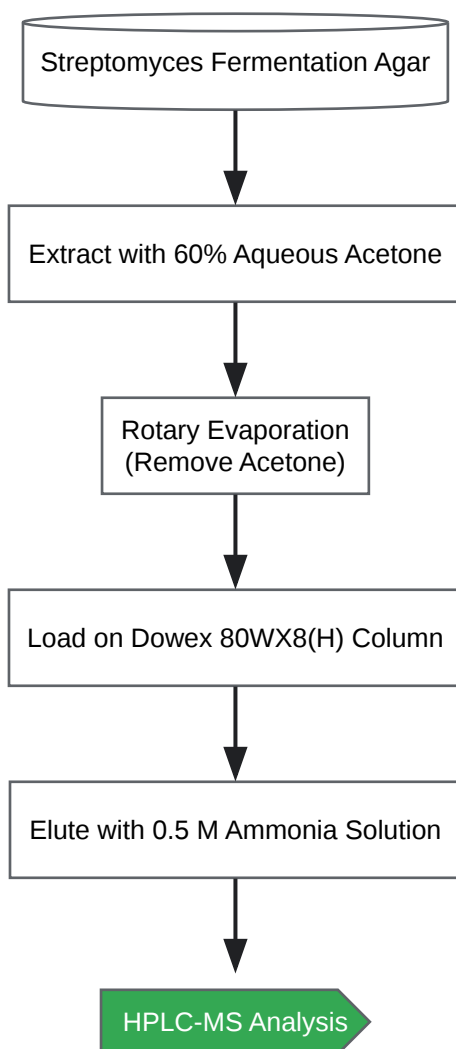 Streptomyces Fermentation Agar
Extract with 60% Aqueous Acetone
Rotary Evaporation
(Remove Acetone)
Load on Dowex 80WX8(H) Column
Elute with 0.5 M Ammonia Solution
HPLC-MS Analysis